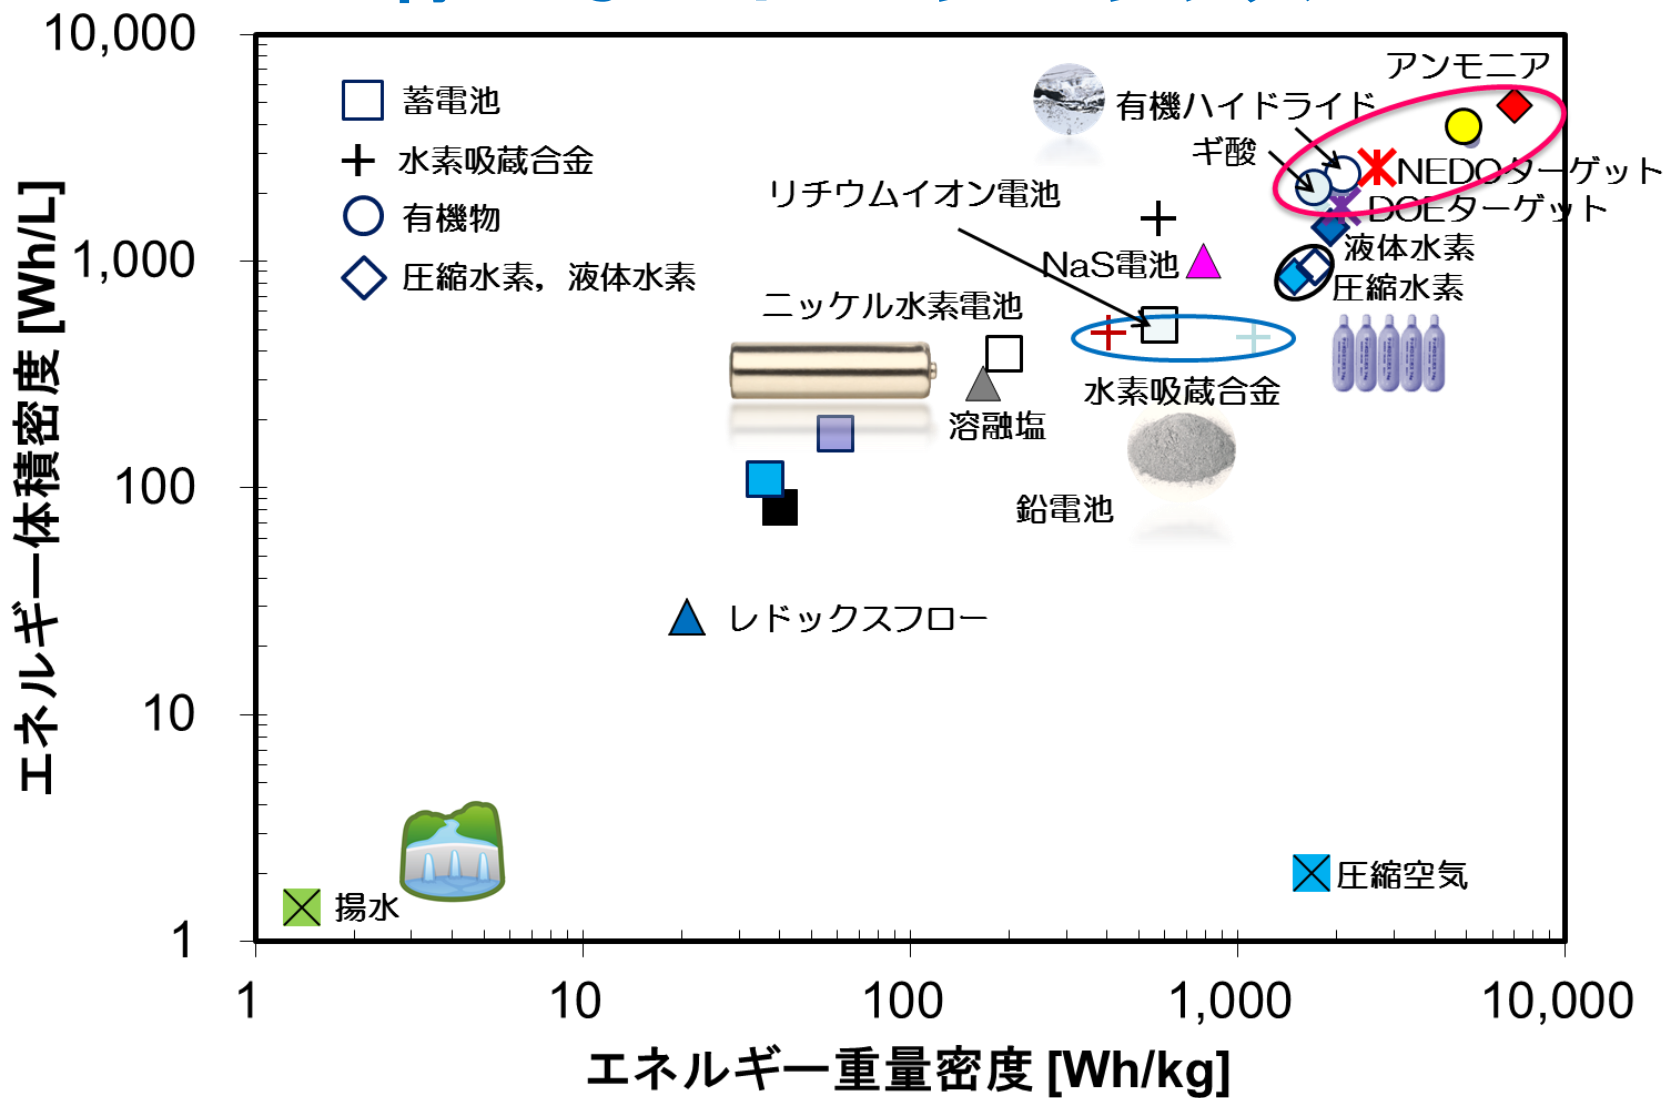 10,000
1,000
100
10
1
エネルギー体積密度 [Wh/L]
蓄電池
水素吸蔵合金
有機物
圧縮水素，液体水素
アンモニア
有機ハイドライド
ギ酸
NEDOターゲット
リチウムイオン電池
DOEターゲット
液体水素
NaS電池
圧縮水素
ニッケル水素電池
水素吸蔵合金
溶融塩
鉛電池
レドックスフロー
圧縮空気
揚水
1
10
100
1,000
10,000
エネルギー重量密度 [Wh/kg]